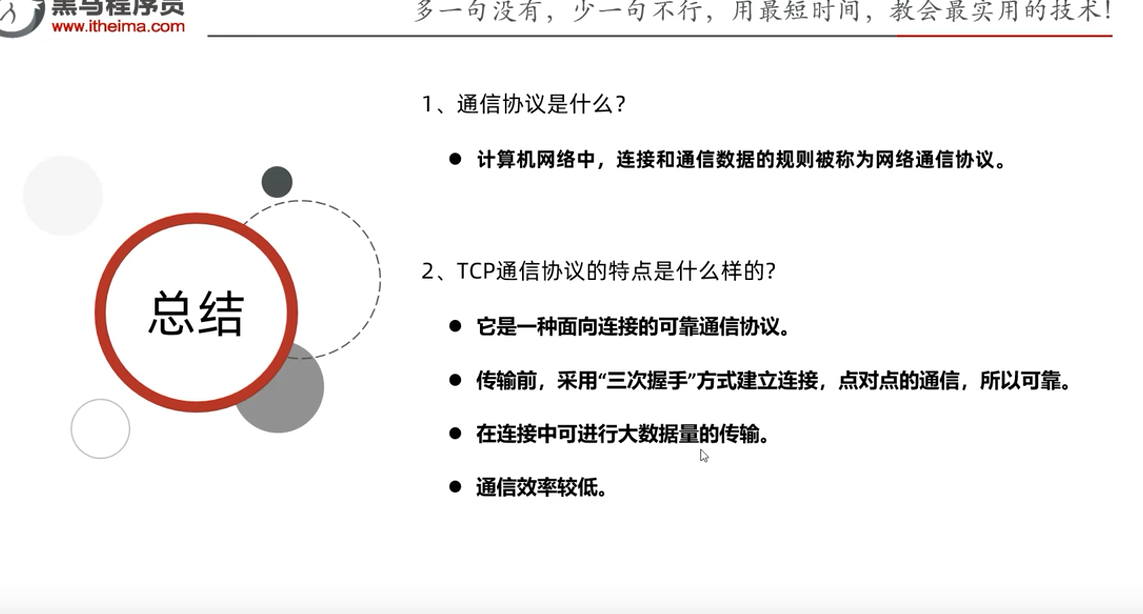 黑马程序员
www.itheima.com
多一句没有，少一句不行，用最短时间，教会最实用的技术！
1、通信协议是什么？
● 计算机网络中，连接和通信数据的规则被称为网络通信协议。
总结
2、TCP通信协议的特点是什么样的？
● 它是一种面向连接的可靠通信协议。
● 传输前，采用“三次握手”方式建立连接，点对点的通信，所以可靠。
● 在连接中可进行大数据量的传输。
● 通信效率较低。